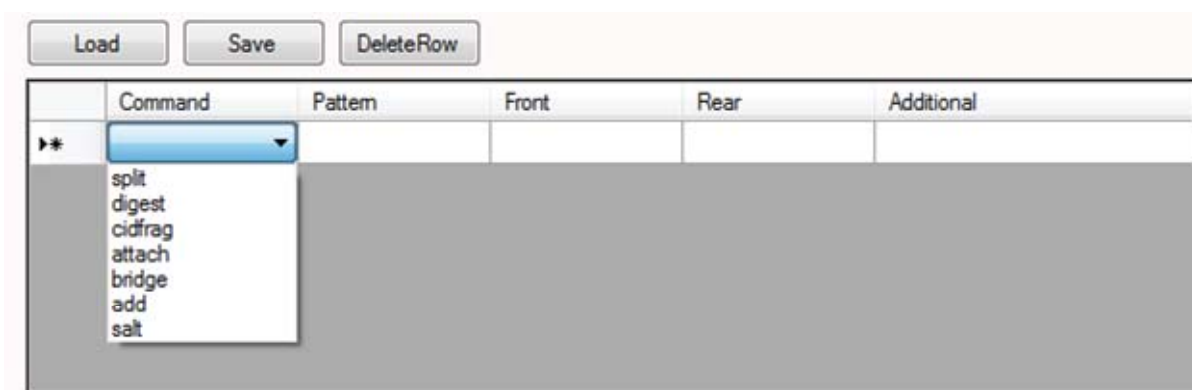 Load Save DeleteRow
Command Pattern Front Rear Additional
split
digest
cidfrag
attach
bridge
add
salt